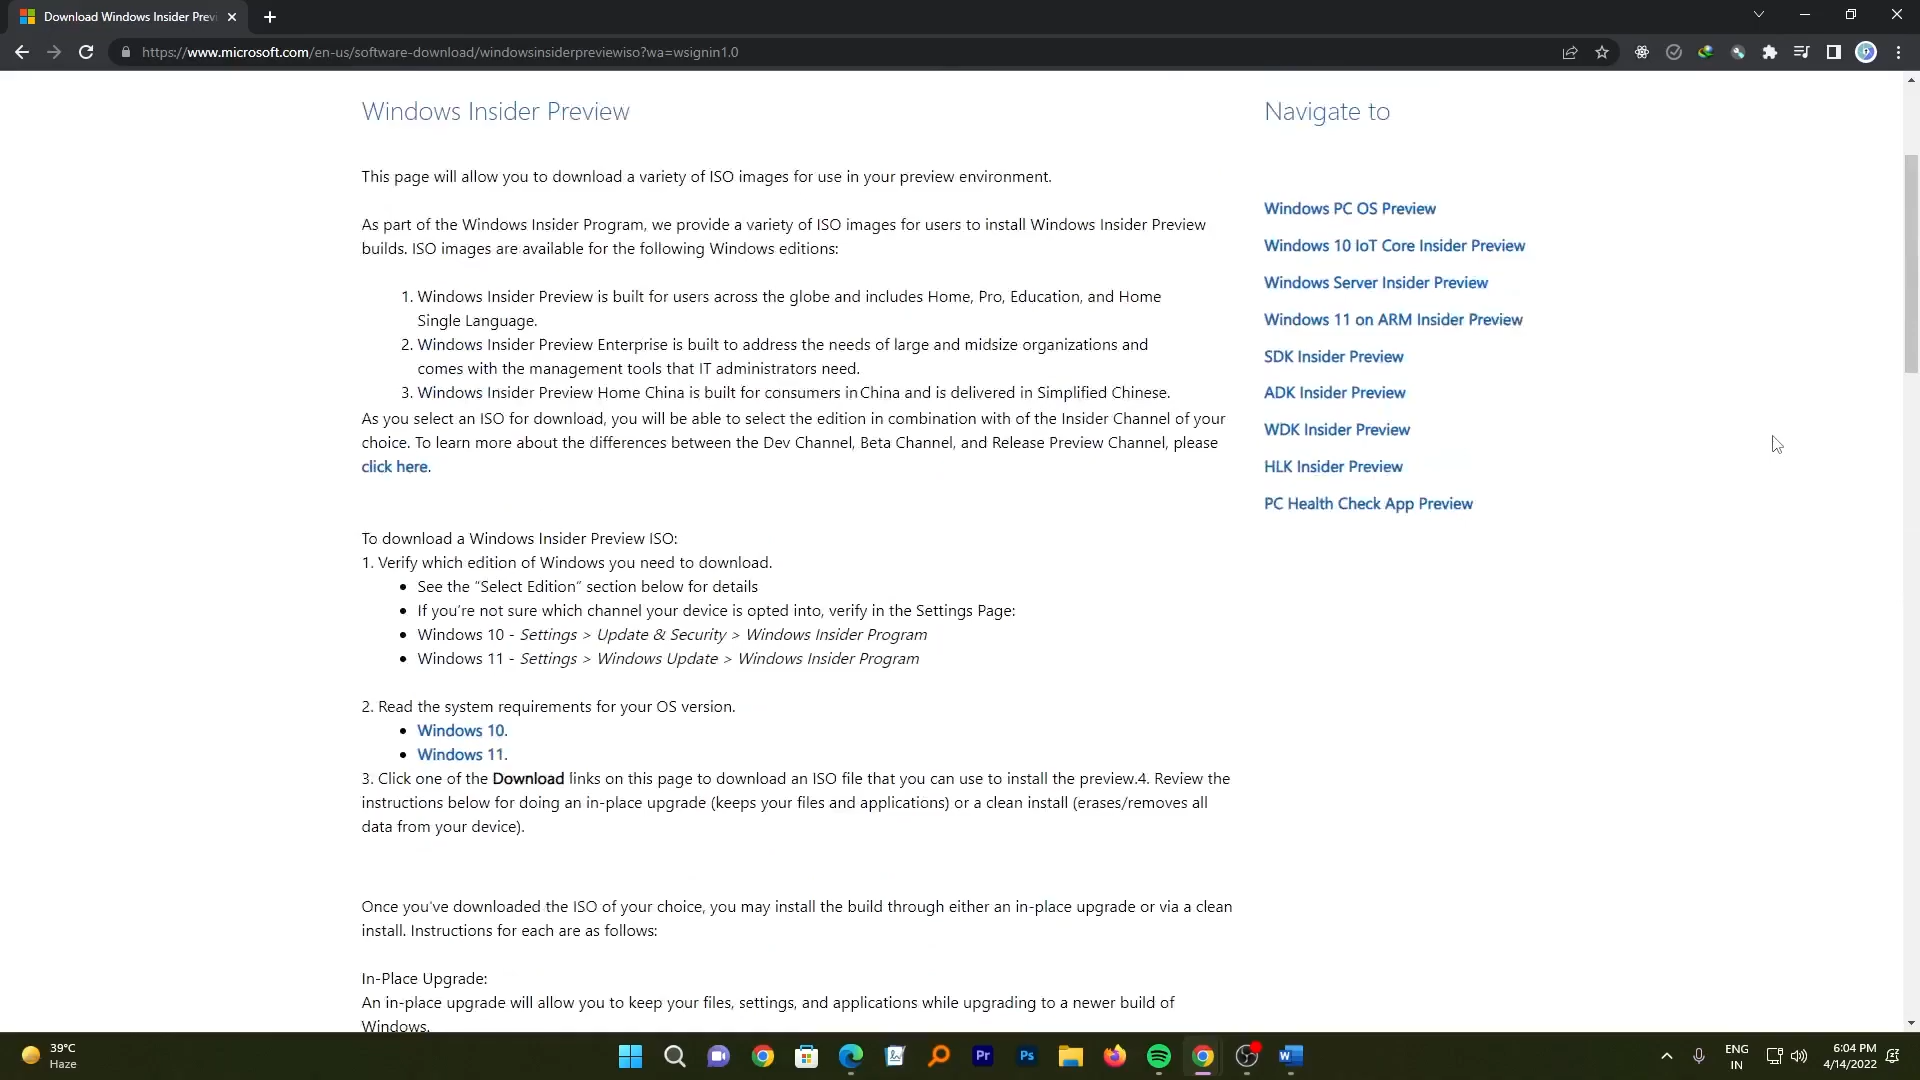 Download Windows Insider Previ
https://www.microsoft.com/en-us/software-download/windowsinsiderpreviewiso?wa=wsignin1.0
Windows Insider Preview
This page will allow you to download a variety of ISO images for use in your preview environment.
As part of the Windows Insider Program, we provide a variety of ISO images for users to install Windows Insider Preview
builds. ISO images are available for the following Windows editions:
1. Windows Insider Preview is built for users across the globe and includes Home, Pro, Education, and Home
Single Language.
2. Windows Insider Preview Enterprise is built to address the needs of large and midsize organizations and
comes with the management tools that IT administrators need.
3. Windows Insider Preview Home China is built for consumers in China and is delivered in Simplified Chinese.
As you select an ISO for download, you will be able to select the edition in combination with of the Insider Channel of your
choice. To learn more about the differences between the Dev Channel, Beta Channel, and Release Preview Channel, please
click here.
To download a Windows Insider Preview ISO:
1. Verify which edition of Windows you need to download.
• See the “Select Edition” section below for details
• If you’re not sure which channel your device is opted into, verify in the Settings Page:
• Windows 10 - Settings > Update & Security > Windows Insider Program
• Windows 11 - Settings > Windows Update > Windows Insider Program
2. Read the system requirements for your OS version.
• Windows 10.
• Windows 11.
3. Click one of the Download links on this page to download an ISO file that you can use to install the preview.4. Review the
instructions below for doing an in-place upgrade (keeps your files and applications) or a clean install (erases/removes all
data from your device).
Once you’ve downloaded the ISO of your choice, you may install the build through either an in-place upgrade or via a clean
install. Instructions for each are as follows:
In-Place Upgrade:
An in-place upgrade will allow you to keep your files, settings, and applications while upgrading to a newer build of
Windows.
Navigate to
Windows PC OS Preview
Windows 10 IoT Core Insider Preview
Windows Server Insider Preview
Windows 11 on ARM Insider Preview
SDK Insider Preview
ADK Insider Preview
WDK Insider Preview
HLK Insider Preview
PC Health Check App Preview
39°C
Haze
Pr
Ps
W
ENG
IN
6:04 PM
4/14/2022